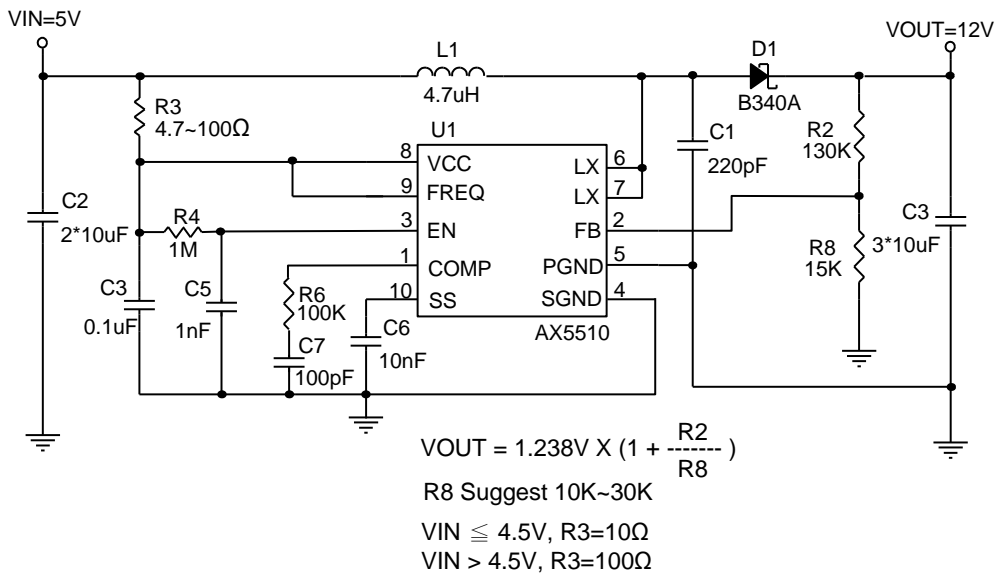 VIN=5V
VOUT=12V
L1
4.7uH
D1
B340A
R3
4.7~100Ω
U1
8
VCC
9
FREQ
3
EN
1
COMP
10
SS
LX
6
LX
7
FB
2
PGND
5
SGND
4
AX5510
C1
220pF
R2
130K
R8
15K
C3
3*10uF
C2
2*10uF
R4
1M
C3
0.1uF
C5
1nF
R6
100K
C7
100pF
C6
10nF
VOUT = 1.238V X (1 + R2 ------- R8 )
R8 Suggest 10K~30K
VIN ≦ 4.5V, R3=10Ω
VIN > 4.5V, R3=100Ω